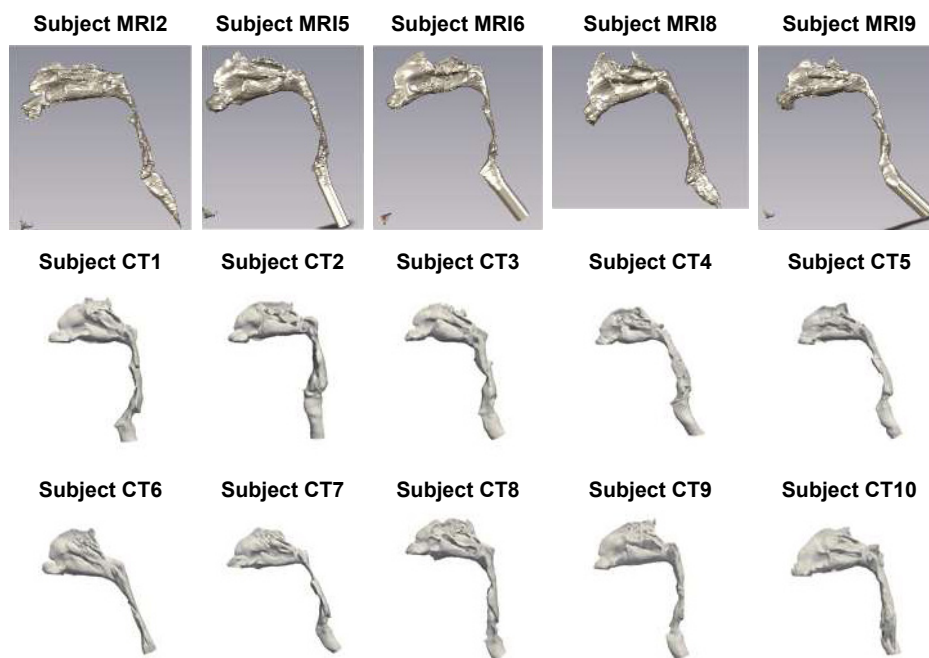 Subject MRI2 Subject MRI5 Subject MRI6 Subject MRI8 Subject MRI9
Subject CT1 Subject CT2 Subject CT3 Subject CT4 Subject CT5
Subject CT6 Subject CT7 Subject CT8 Subject CT9 Subject CT10